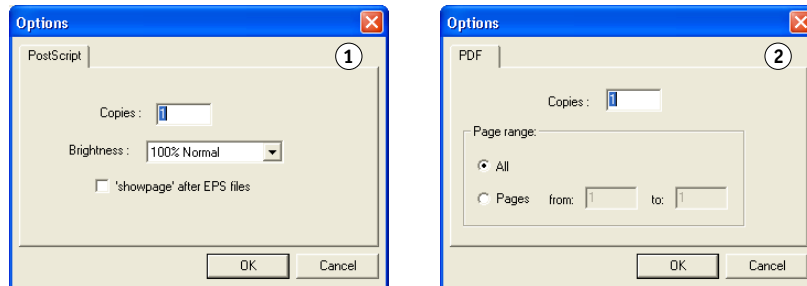 Options
PostScript
1
Copies : 1
Brightness : 100% Normal
'showpage' after EPS files
OK Cancel
Options
PDF
2
Copies : 1
Page range:
All
Pages from: 1 to: 1
OK Cancel